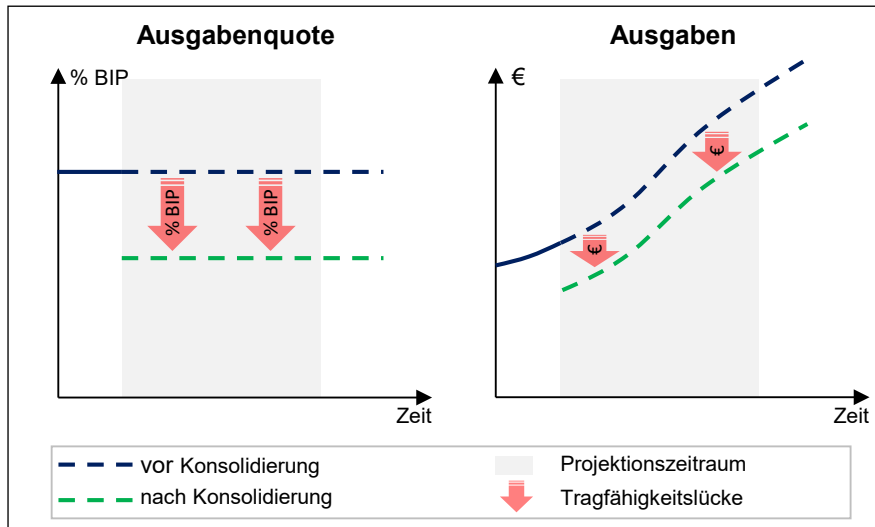 Ausgabenquote
% BIP
% BIP
% BIP
Zeit
Ausgaben
€
€
€
Zeit
vor Konsolidierung
nach Konsolidierung
Projektionszeitraum
Tragfähigkeitslücke